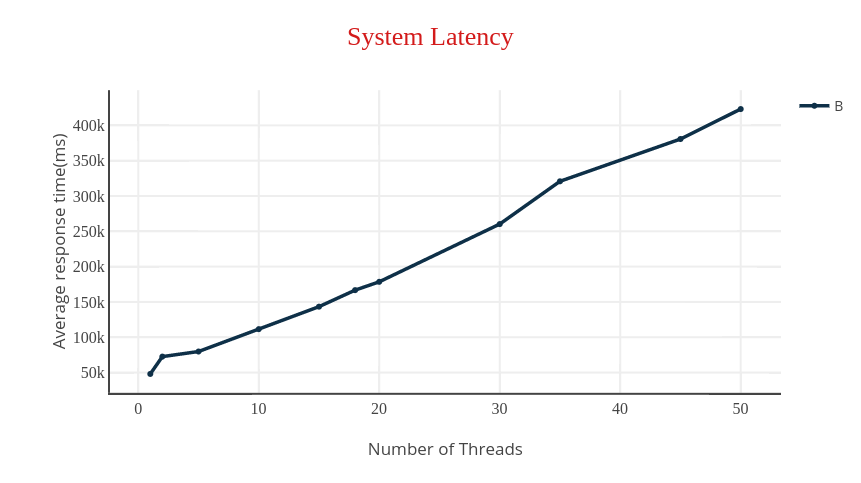 System Latency
B
Average response time(ms)
400k
350k
300k
250k
200k
150k
100k
50k
0 10 20 30 40 50
Number of Threads